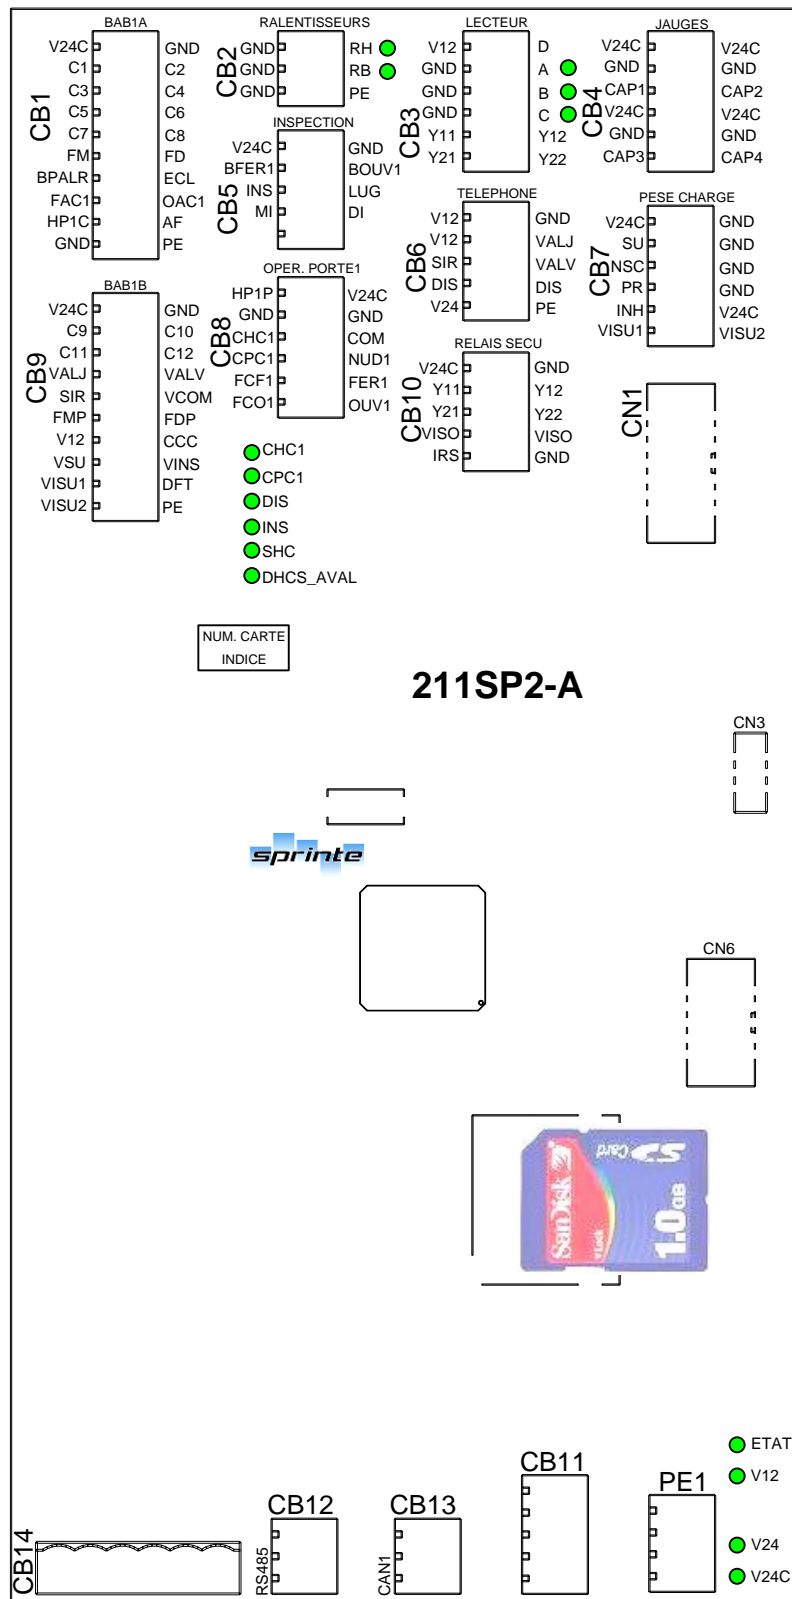 BAB1A
CB1
V24C GND
C1 C2
C3 C4
C5 C6
C7 C8
FM FD
BPALR ECL
FAC1 OAC1
HP1C AF
GND PE
RALENTISSEURS
CB2
GND RH
GND RB
GND PE
LECTEUR
CB3
V12 D
GND A
GND B
GND C
Y11 Y12
Y21 Y22
JAUGES
CB4
V24C V24C
GND GND
CAP1 CAP2
V24C V24C
GND GND
CAP3 CAP4
INSPECTION
CB5
V24C GND
BFER1 BOUV1
INS LUG
MI DI
TELEPHONE
CB6
V12 GND
V12 VALJ
SIR VALV
DIS DIS
V24 PE
PESE CHARGE
CB7
V24C GND
SU GND
NSC GND
PR GND
INH V24C
VISU1 VISU2
OPER. PORTE1
CB8
HP1P V24C
GND GND
CHC1 COM
CPC1 NUD1
FCF1 FER1
FCO1 OUV1
BAB1B
CB9
V24C GND
C9 C10
C11 C12
VALJ VALV
SIR VCOM
FMP FDP
V12 CCC
VSU VINS
VISU1 DFT
VISU2 PE
RELAIS SECU
CB10
V24C GND
Y11 Y12
Y21 Y22
VISO VISO
IRS GND
CN1
CHC1
CPC1
DIS
INS
SHC
DHCS_AVAL
NUM. CARTE
INDICE
211SP2-A
CN3
sprinte
CN6
SanDisk
Lock
SD Card
1.0GB
ETAT
V12
V24
V24C
CB14
CB12
RS485
CB13
CAN1
CB11
PE1